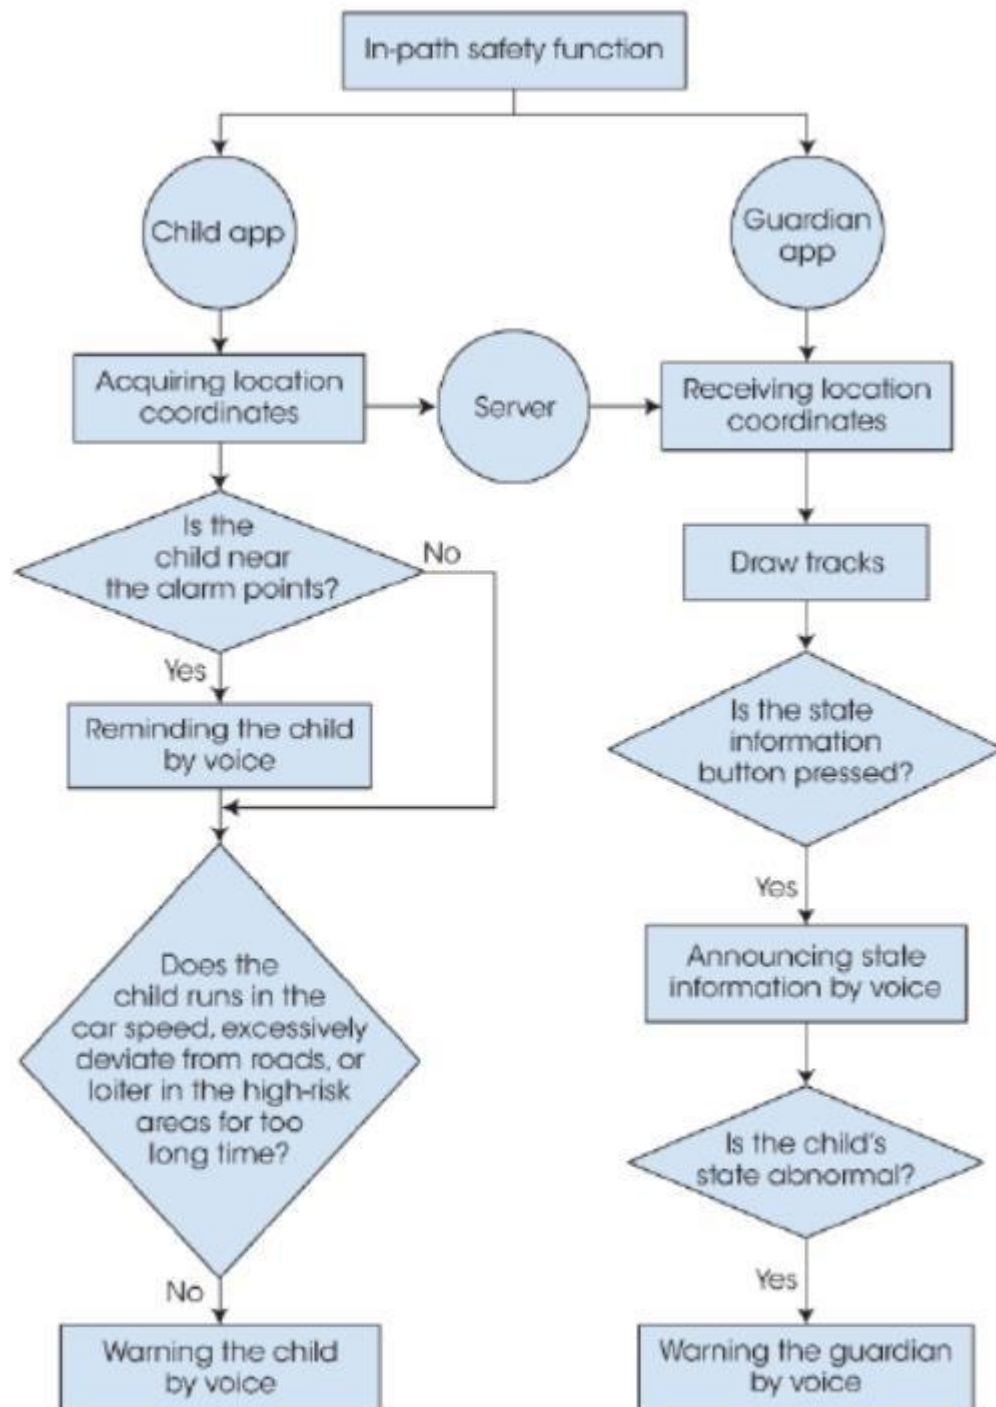 In-path safety function
Child app
Guardian
app
Acquiring location
coordinates
Server
Receiving location
coordinates
Is the
child near
the alarm points?
No
Draw tracks
Yes
Reminding the child
by voice
Is the state
information
button pressed?
Yes
Does the
child runs in the
car speed, excessively
deviate from roads, or
loiter in the high-risk
areas for too
long time?
Announcing state
information by voice
Is the child's
state abnormal?
No
Yes
Warning the child
by voice
Warning the guardian
by voice